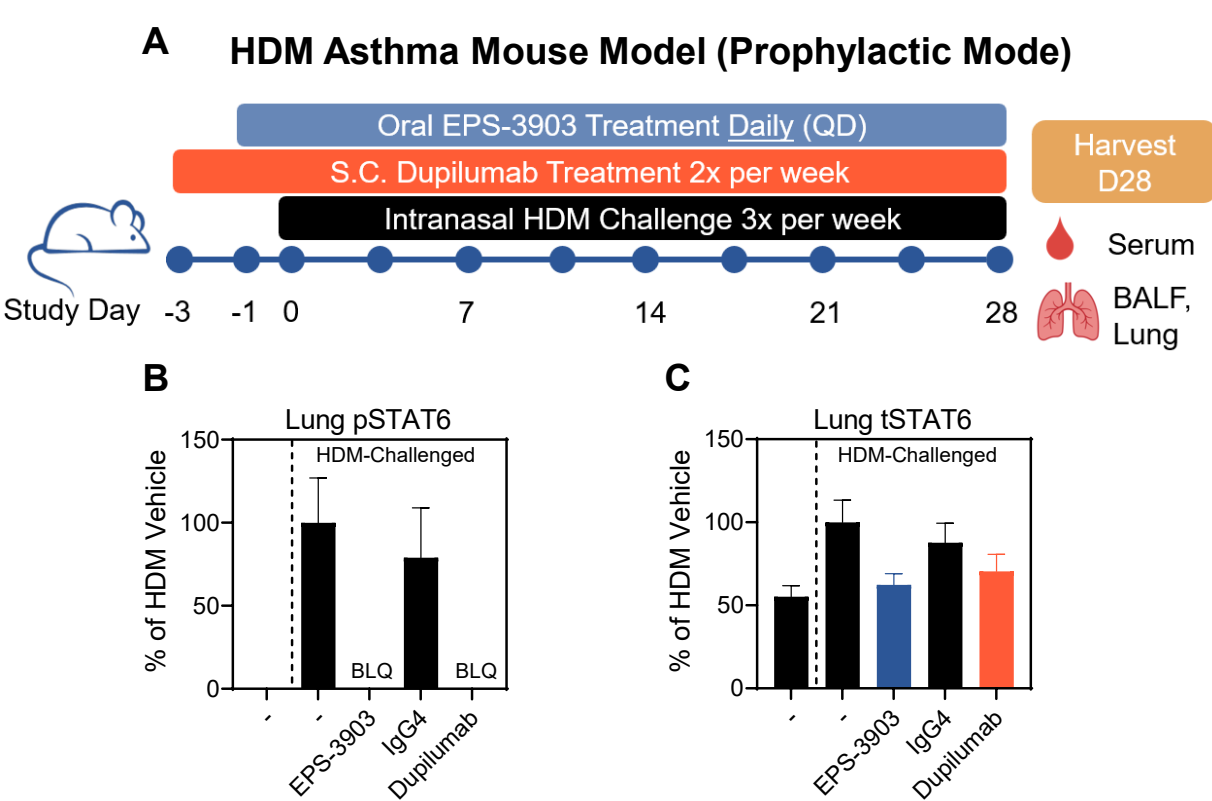 A
HDM Asthma Mouse Model (Prophylactic Mode)
Oral EPS-3903 Treatment Daily (QD)
S.C. Dupilumab Treatment 2x per week
Intranasal HDM Challenge 3x per week
Harvest
D28
Serum
BALF,
Lung
Study Day -3 -1 0 7 14 21 28
B
Lung pSTAT6
HDM-Challenged
% of HDM Vehicle
150
100
50
0
BLQ BLQ
- - EPS-3903 IgG4 Dupilumab
C
Lung tSTAT6
HDM-Challenged
% of HDM Vehicle
150
100
50
0
- - EPS-3903 IgG4 Dupilumab